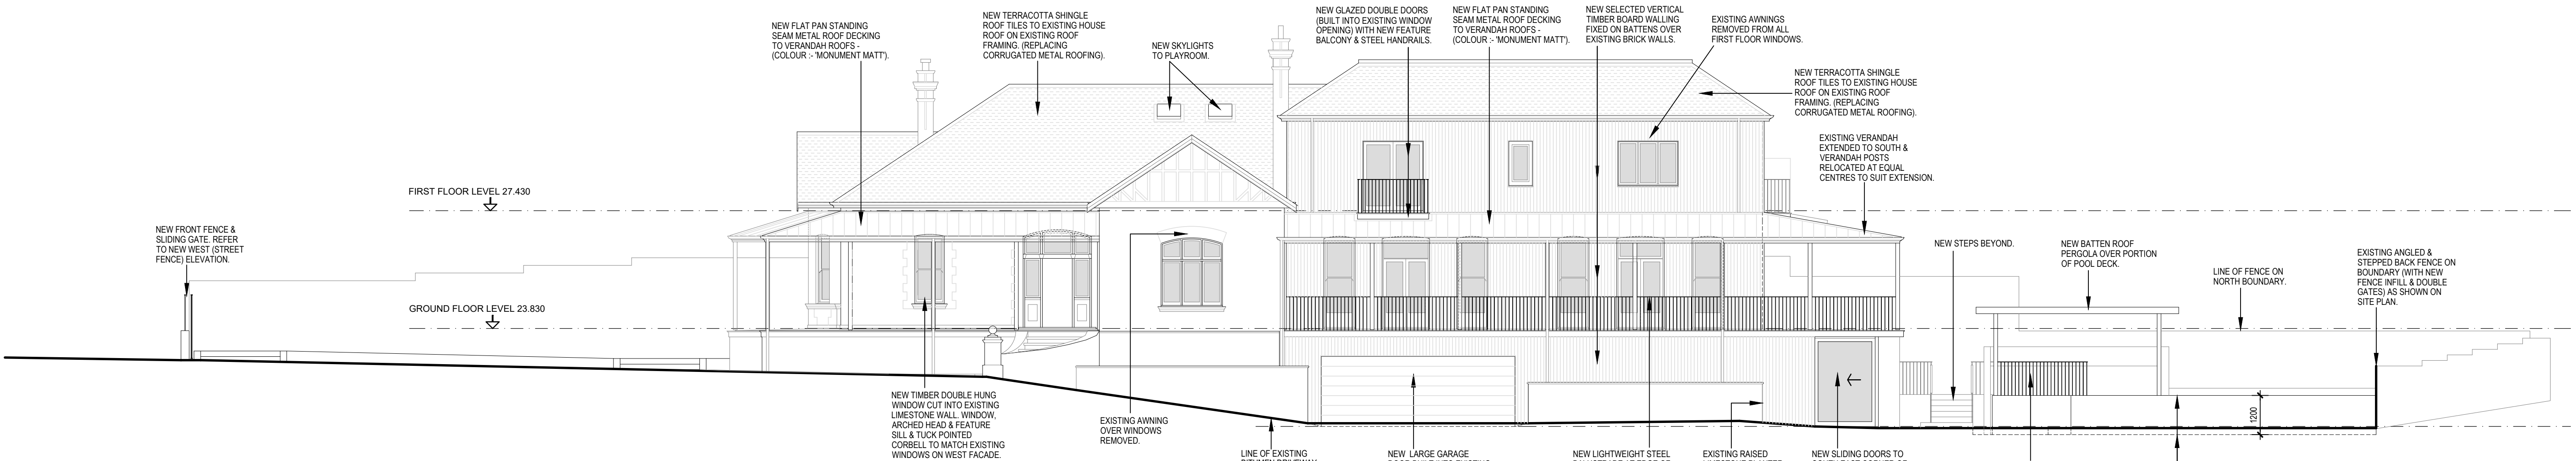 NEW FLAT PAN STANDING
SEAM METAL ROOF DECKING
TO VERANDAH ROOFS -
(COLOUR :- 'MONUMENT MATT').
NEW TERRACOTTA SHINGLE
ROOF TILES TO EXISTING HOUSE
ROOF ON EXISTING ROOF
FRAMING. (REPLACING
CORRUGATED METAL ROOFING).
NEW SKYLIGHTS
TO PLAYROOM.
NEW GLAZED DOUBLE DOORS
(BUILT INTO EXISTING WINDOW
OPENING) WITH NEW FEATURE
BALCONY & STEEL HANDRAILS.
NEW FLAT PAN STANDING
SEAM METAL ROOF DECKING
TO VERANDAH ROOFS -
(COLOUR :- 'MONUMENT MATT').
NEW SELECTED VERTICAL
TIMBER BOARD WALLING
FIXED ON BATTENS OVER
EXISTING BRICK WALLS.
EXISTING AWNINGS
REMOVED FROM ALL
FIRST FLOOR WINDOWS.
NEW TERRACOTTA SHINGLE
ROOF TILES TO EXISTING HOUSE
ROOF ON EXISTING ROOF
FRAMING. (REPLACING
CORRUGATED METAL ROOFING).
EXISTING VERANDAH
EXTENDED TO SOUTH &
VERANDAH POSTS
RELOCATED AT EQUAL
CENTRES TO SUIT EXTENSION.
FIRST FLOOR LEVEL 27.430
NEW FRONT FENCE &
SLIDING GATE. REFER
TO NEW WEST (STREET
FENCE) ELEVATION.
GROUND FLOOR LEVEL 23.830
NEW STEPS BEYOND.
NEW BATTEN ROOF
PERGOLA OVER PORTION
OF POOL DECK.
LINE OF FENCE ON
NORTH BOUNDARY.
EXISTING ANGLED &
STEPPED BACK FENCE ON
BOUNDARY (WITH NEW
FENCE INFILL & DOUBLE
GATES) AS SHOWN ON
SITE PLAN.
NEW TIMBER DOUBLE HUNG
WINDOW CUT INTO EXISTING
LIMESTONE WALL. WINDOW,
ARCHED HEAD & FEATURE
SILL & TUCK POINTED
CORBELL TO MATCH EXISTING
WINDOWS ON WEST FACADE.
EXISTING AWNING
OVER WINDOWS
REMOVED.
1200
LINE OF EXISTING
NEW LARGE GARAGE
NEW LIGHTWEIGHT STEEL
EXISTING RAISED
NEW SLIDING DOORS TO